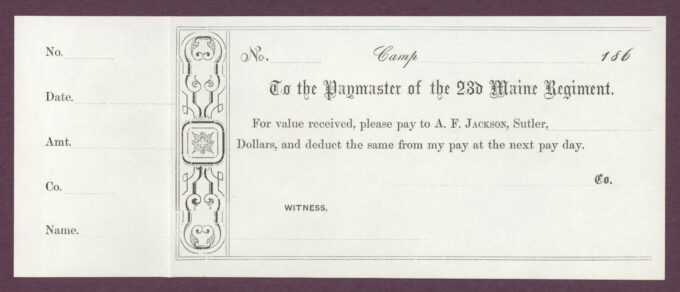 No.
Date.
Amt.
Co.
Name.
No. Camp 186
To the Paymaster of the 23d Maine Regiment.
For value received, please pay to A. F. Jackson, Sutler,
Dollars, and deduct the same from my pay at the next pay day.
Co.
WITNESS.